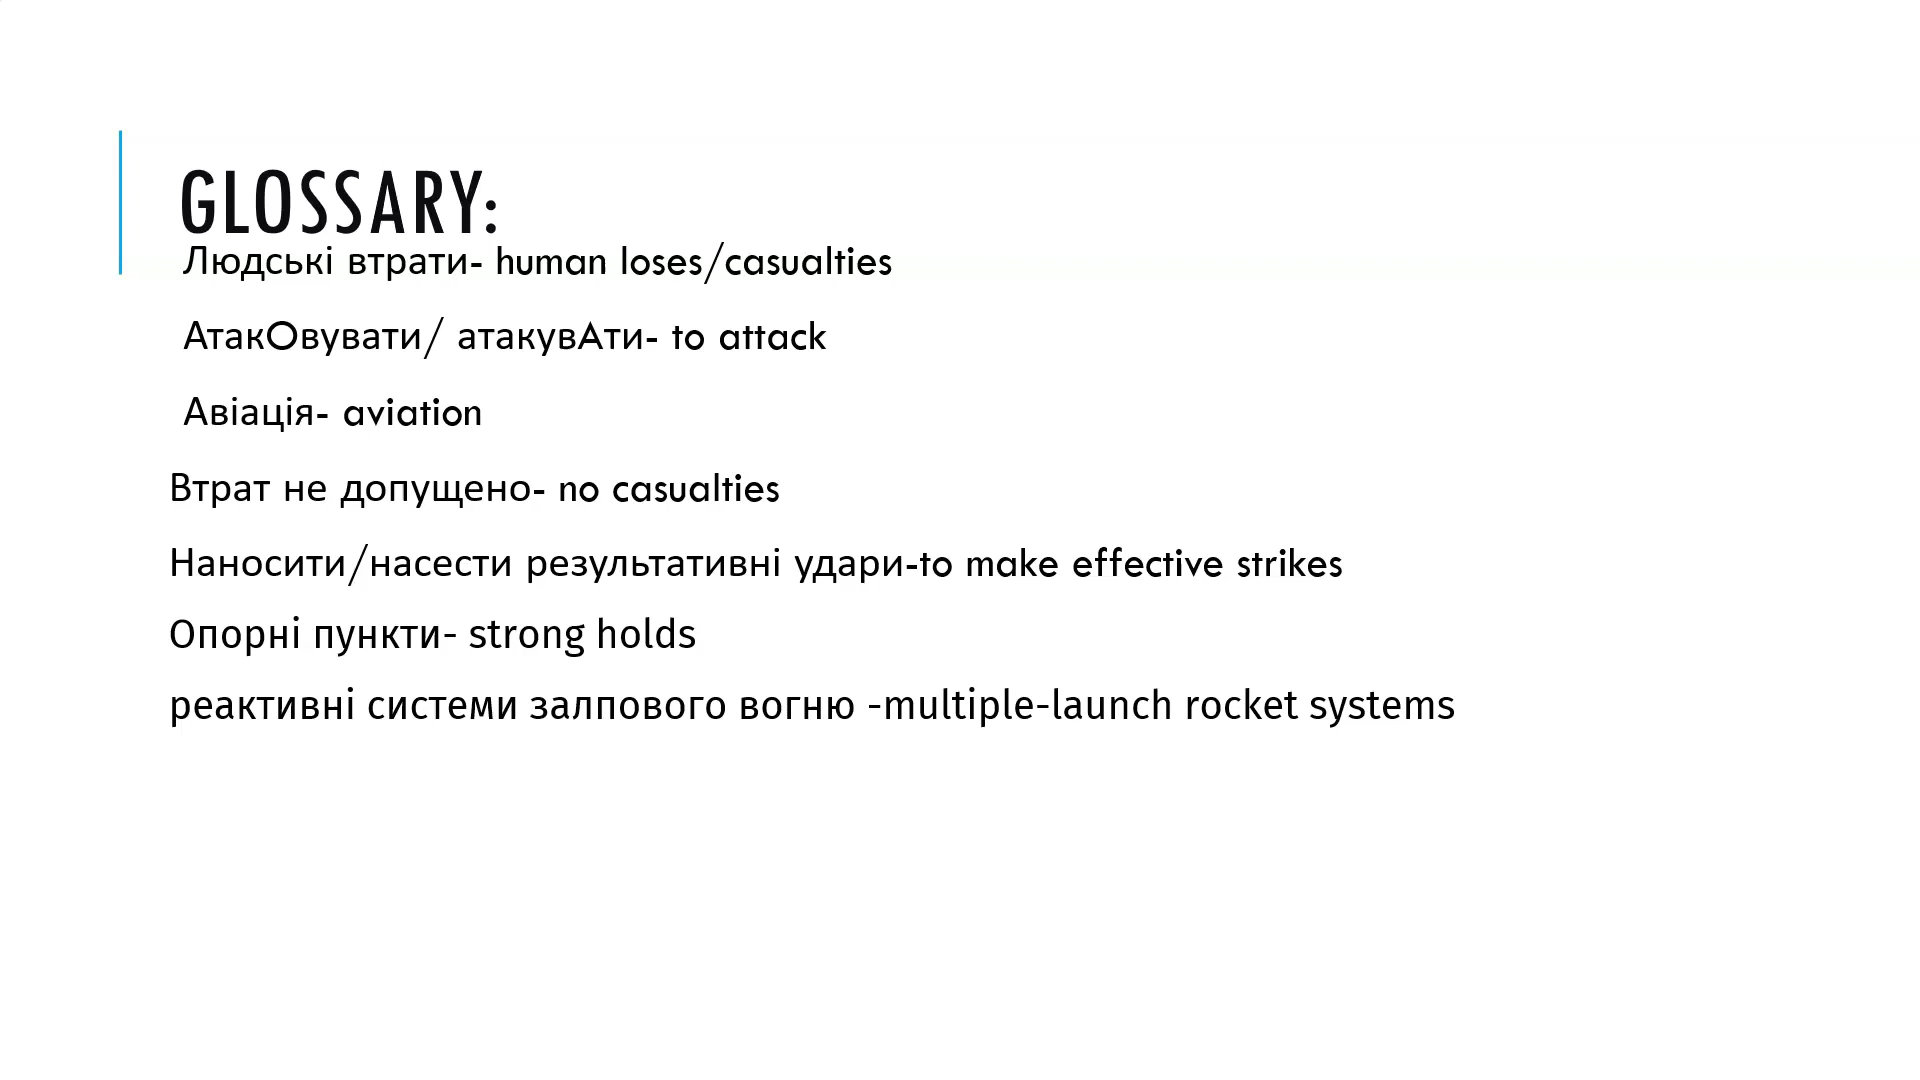 GLOSSARY:
Людські втрати- human loses/casualties
АтакОвувати/ атакувАти- to attack
Авіація- aviation
Втрат не допущено- no casualties
Наносити/насести результативні удари-to make effective strikes
Опорні пункти- strong holds
реактивні системи залпового вогню -multiple-launch rocket systems